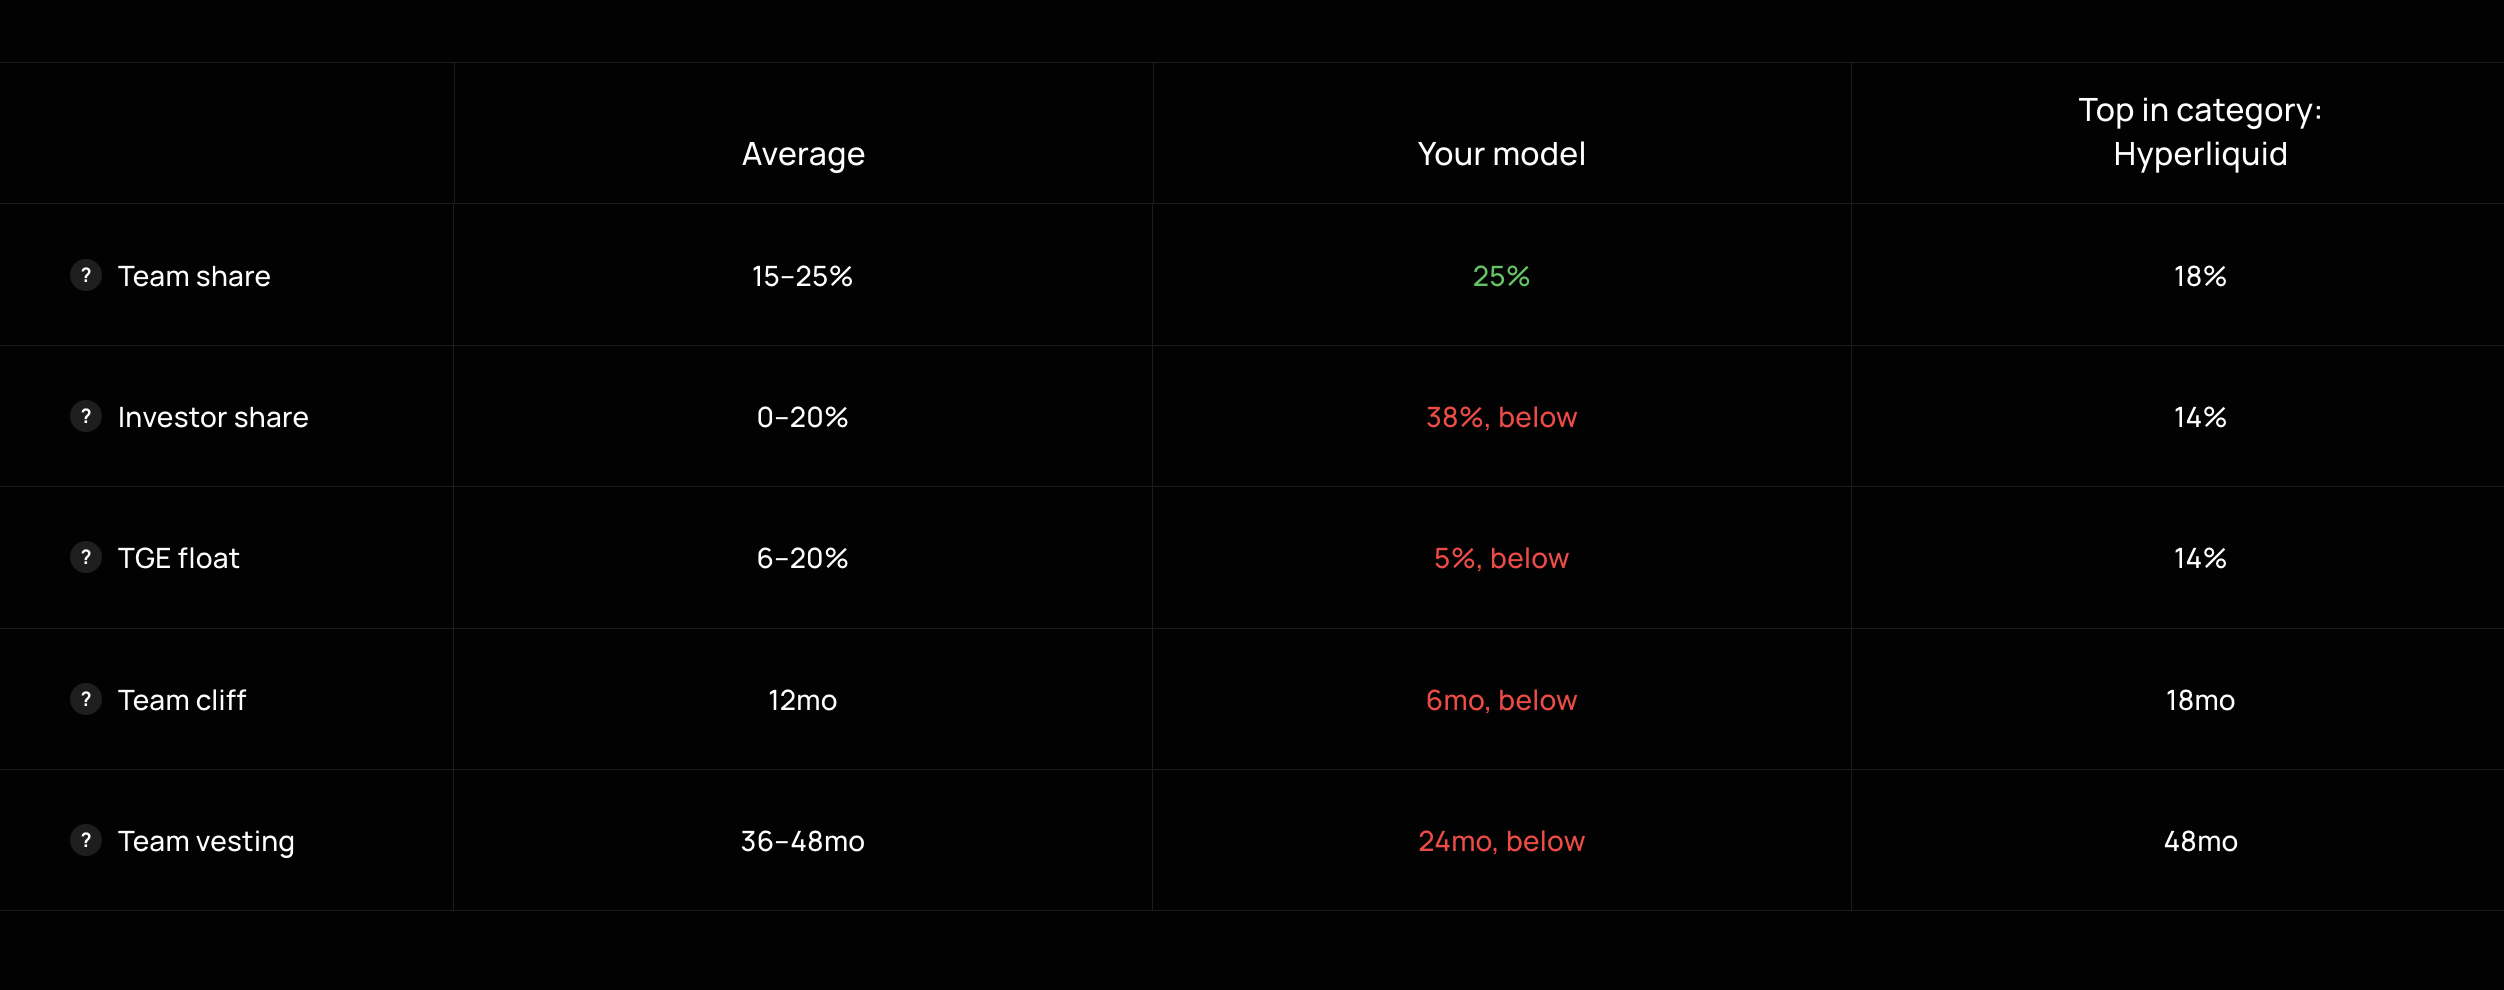 Average
Your model
Top in category:
Hyperliquid
? Team share
15–25%
25%
18%
? Investor share
0–20%
38%, below
14%
? TGE float
6–20%
5%, below
14%
? Team cliff
12mo
6mo, below
18mo
? Team vesting
36–48mo
24mo, below
48mo